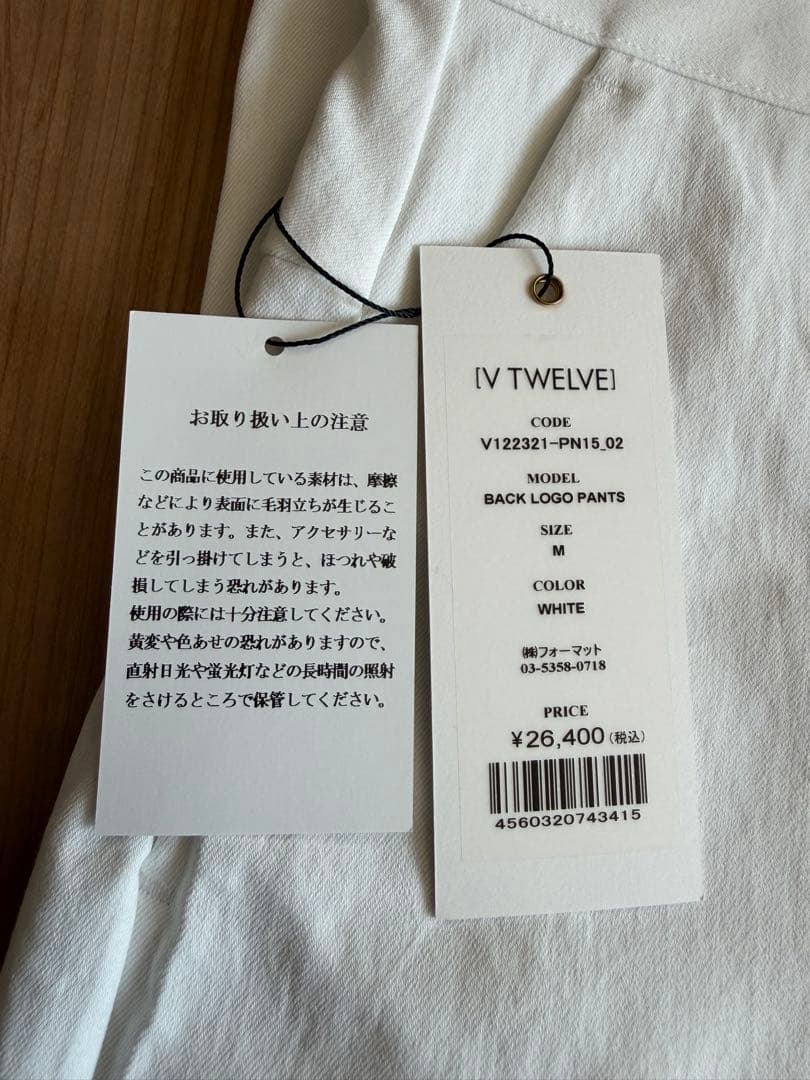 お取り扱い上の注意
この商品に使用している素材は、摩擦
などにより表面に毛羽立ちが生じるこ
とがあります。また、アクセサリーな
どを引っ掛けてしまうと、ほつれや破
損してしまう恐れがあります。
使用の際には十分注意してください。
黄変や色あせの恐れがありますので、
直射日光や蛍光灯などの長時間の照射
をさけるところで保管してください。
[V TWELVE]
CODE
V122321-PN15_02
MODEL
BACK LOGO PANTS
SIZE
M
COLOR
WHITE
㈱フォーマット
03-5358-0718
PRICE
¥26,400(税込)
4560320743415